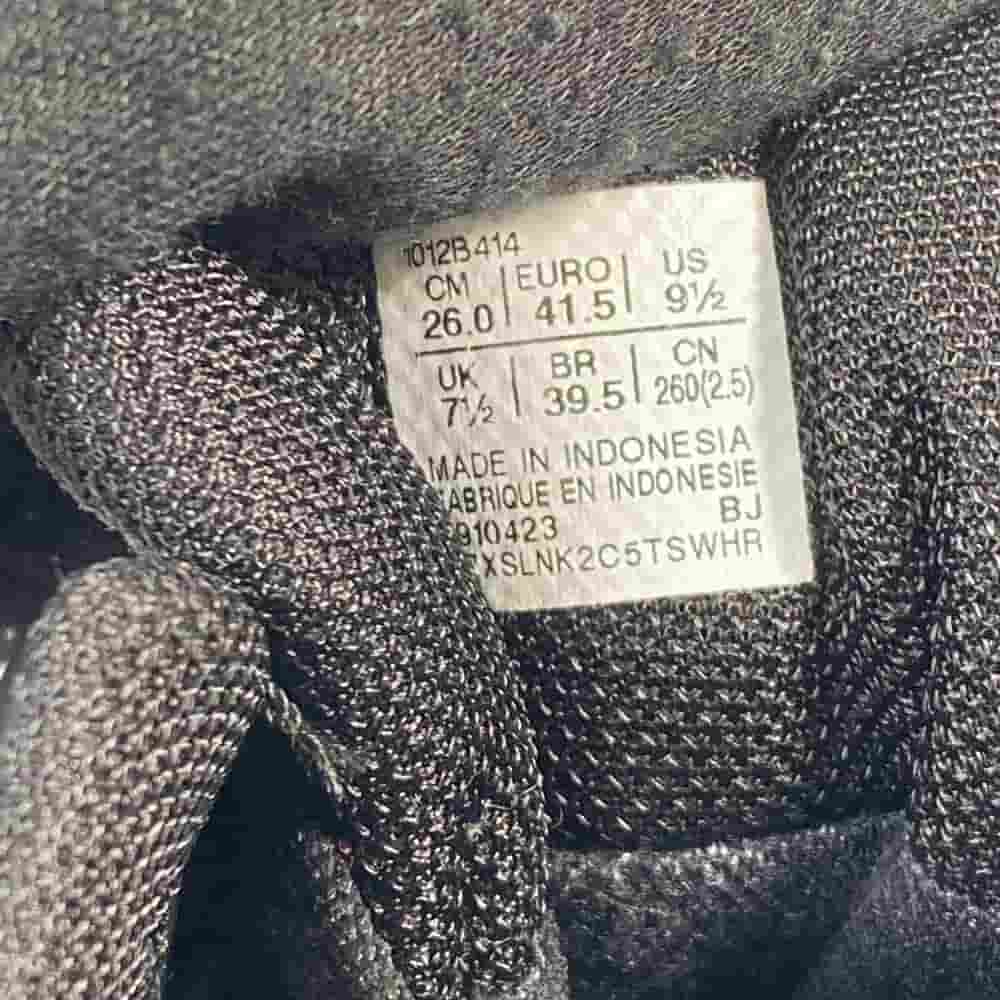 1012B414
CM EURO US
26.0 41.5 9½
UK BR CN
7½ 39.5 260(2.5)
MADE IN INDONESIA
FABRIQUE EN INDONESIE
910423 BJ
XSLNK2C5TSWHR